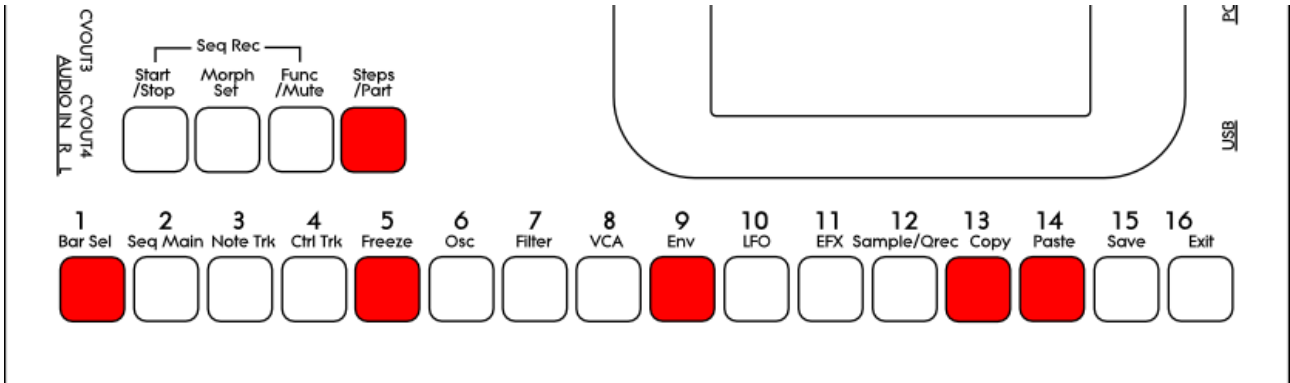 CVOUT3
AUDIO IN R L
CVOUT4
Seq Rec
Start
/Stop
Morph
Set
Func
/Mute
Steps
/Part
PC
USB
1 2 3 4 5 6 7 8 9 10 11 12 13 14 15 16
Bar Sel Seq Main Note Trk Ctrl Trk Freeze Osc Filter VCA Env LFO EFX Sample/Qrec Copy Paste Save Exit